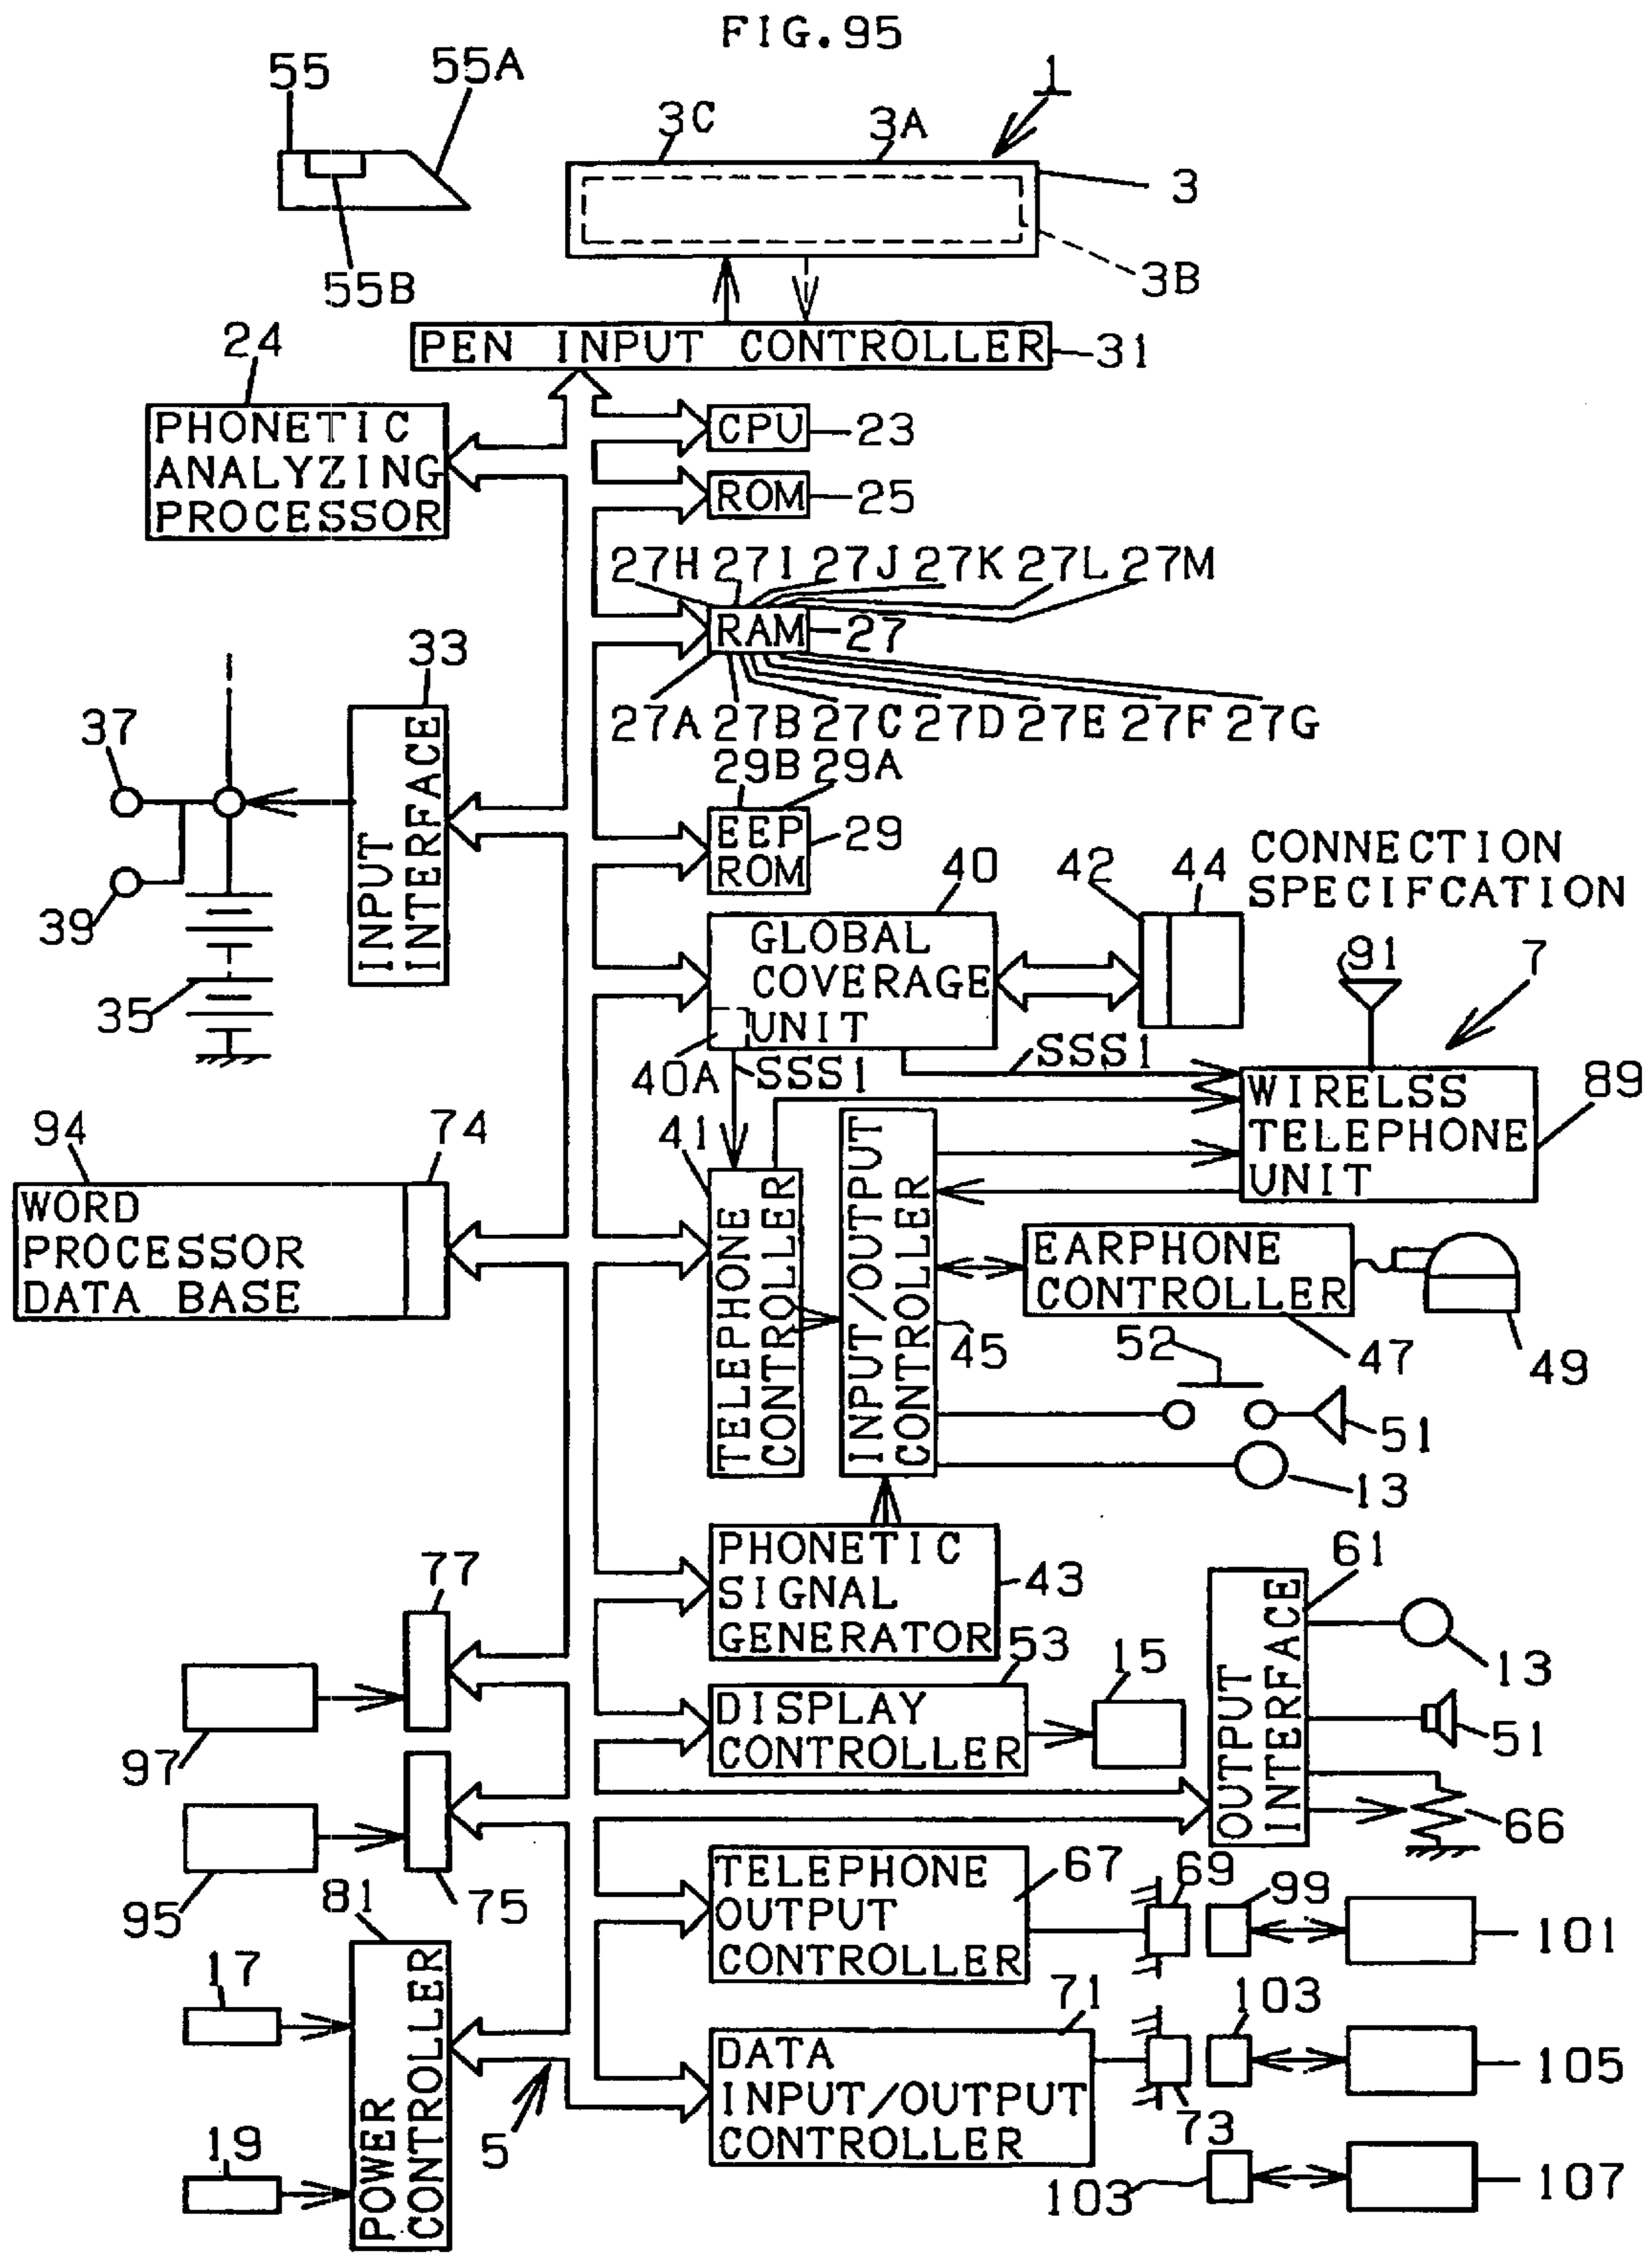 FIG.95
55
55A
1
3C
3A
3
3B
55B
24
PEN INPUT CONTROLLER
31
PHONETIC
ANALYZING
PROCESSOR
CPU
23
ROM
25
27H 27I 27J 27K 27L 27M
RAM
27
27A 27B 27C 27D 27E 27F 27G
33
37
INPUT
INTERFACE
39
35
29B 29A
EEP
ROM
29
40
42
44
CONNECTION
SPECIFCATION
GLOBAL
COVERAGE
UNIT
91
7
40A
SSS1
SSS1
WIRELSS
TELEPHONE
UNIT
89
94
74
WORD
PROCESSOR
DATA BASE
41
TELEPHONE
CONTROLLER
INPUT/OUTPUT
CONTROLLER
45
EARPHONE
CONTROLLER
47
49
52
51
13
PHONETIC
SIGNAL
GENERATOR
43
77
61
53
15
OUTPUT
INTERFACE
13
97
DISPLAY
CONTROLLER
51
66
95
75
81
TELEPHONE
OUTPUT
CONTROLLER
67
69
99
101
17
POWER
CONTROLLER
71
103
DATA
INPUT/OUTPUT
CONTROLLER
105
73
5
19
103
107